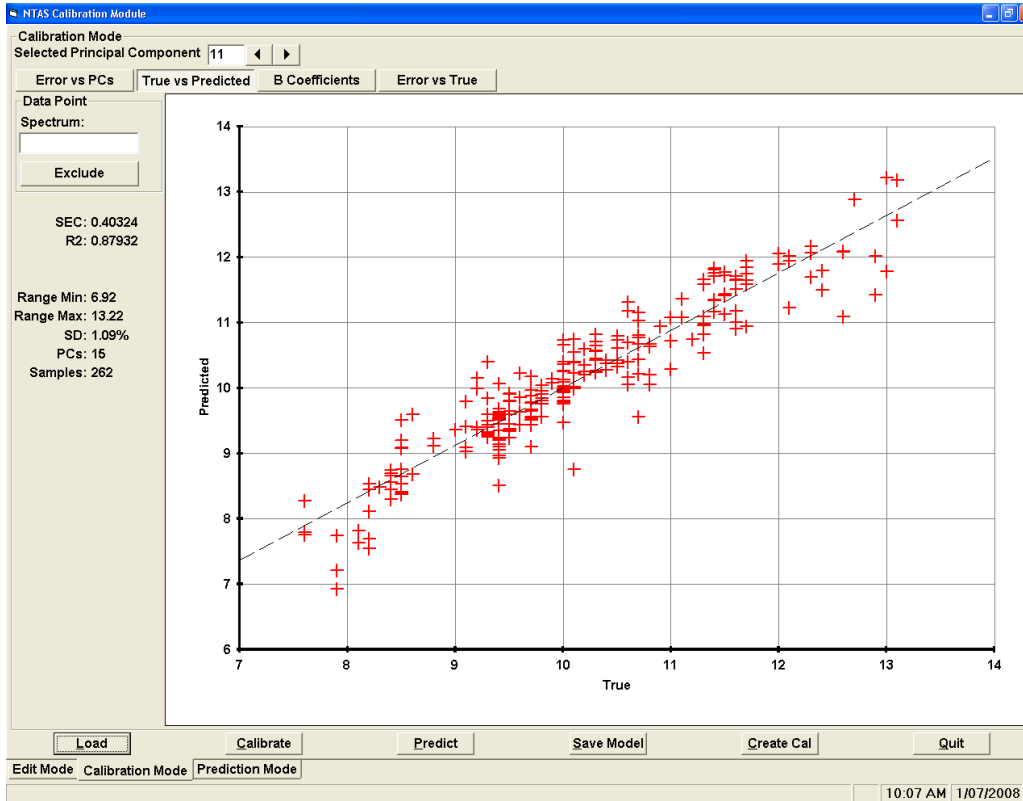 NTAS Calibration Module
Calibration Mode
Selected Principal Component 11
Error vs PCs True vs Predicted B Coefficients Error vs True
Data Point
Spectrum:
Exclude
SEC: 0.40324
R2: 0.87932
Range Min: 6.92
Range Max: 13.22
SD: 1.09%
PCs: 15
Samples: 262
14
13
12
11
10
9
8
7
6
Predicted
7 8 9 10 11 12 13 14
True
Load Calibrate Predict Save Model Create Cal Quit
Edit Mode Calibration Mode Prediction Mode
10:07 AM 1/07/2008